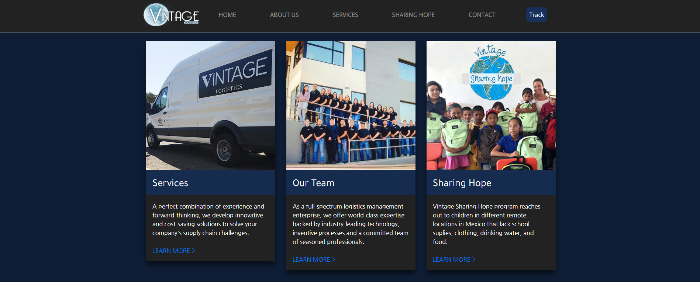 VINTAGE
HOME
ABOUT US
SERVICES
SHARING HOPE
CONTACT
Track
VINTAGE
LOGISTICS
Vintage
Sharing Hope
Services
A perfect combination of experience and
forward thinking, we develop innovative
and cost saving solutions to solve your
company's supply chain challenges.
LEARN MORE >
Our Team
As a full spectrum logistics management
enterprise, we offer world class expertise
backed by industry leading technology,
inventive processes and a committed team
of seasoned professionals.
LEARN MORE >
Sharing Hope
Vintage Sharing Hope program reaches
out to children in different remote
locations in Mexico that lack school
suplies, clothing, drinking water, and
food.
LEARN MORE >